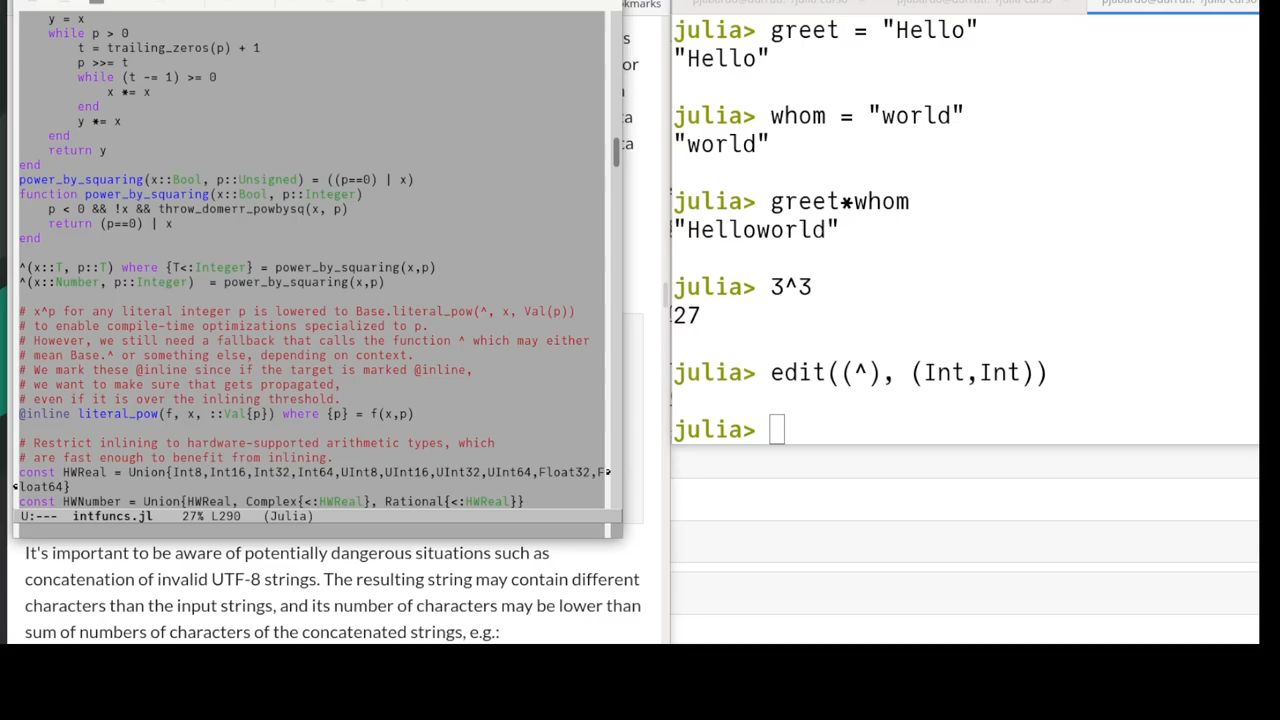 y = x
while p > 0
t = trailing_zeros(p) + 1
p >>= t
while (t -= 1) >= 0
x *= x
end
y *= x
end
return y
end
power_by_squaring(x::Bool, p::Unsigned) = ((p==0) | x)
function power_by_squaring(x::Bool, p::Integer)
p < 0 && !x && throw_domerr_powbysq(x, p)
return (p==0) | x
end
^(x::T, p::T) where {T<:Integer} = power_by_squaring(x,p)
^(x::Number, p::Integer)  = power_by_squaring(x,p)
# x^p for any literal integer p is lowered to Base.literal_pow(^, x, Val(p))
# to enable compile-time optimizations specialized to p.
# However, we still need a fallback that calls the function ^ which may either
# mean Base.^ or something else, depending on context.
# We mark these @inline since if the target is marked @inline,
# we want to make sure that gets propagated,
# even if it is over the inlining threshold.
@inline literal_pow(f, x, ::Val{p}) where {p} = f(x,p)
# Restrict inlining to hardware-supported arithmetic types, which
# are fast enough to benefit from inlining.
const HWReal = Union{Int8,Int16,Int32,Int64,UInt8,UInt16,UInt32,UInt64,Float32,F
loat64}
const HWNumber = Union{HWReal, Complex{<:HWReal}, Rational{<:HWReal}}
U:---  intfuncs.jl    27% L290   (Julia)
okmarks
s
or
ta
ta
It's important to be aware of potentially dangerous situations such as
concatenation of invalid UTF-8 strings. The resulting string may contain different
characters than the input strings, and its number of characters may be lower than
sum of numbers of characters of the concatenated strings, e.g.:
julia> greet = "Hello"
"Hello"
julia> whom = "world"
"world"
julia> greet*whom
"Helloworld"
julia> 3^3
27
julia> edit((^), (Int,Int))
julia>